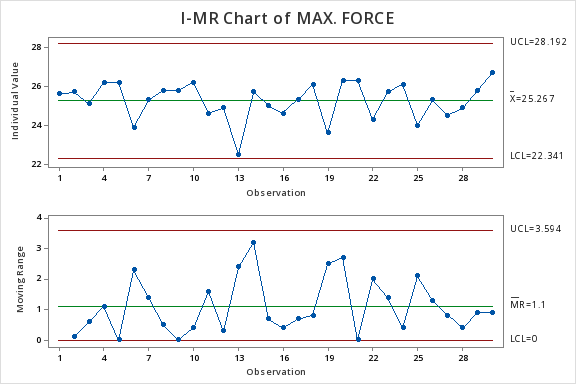 I-MR Chart of MAX. FORCE
Individual Value
28
26
24
22
UCL=28.192
X̄=25.267
LCL=22.341
1 4 7 10 13 16 19 22 25 28
Observation
Moving Range
4
3
2
1
0
UCL=3.594
M̅R̅=1.1
LCL=0
1 4 7 10 13 16 19 22 25 28
Observation